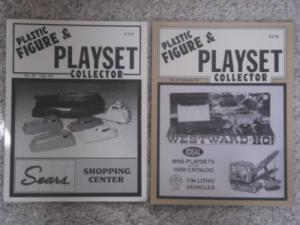 PLASTIC
FIGURE &
PLAYSET
COLLECTOR
Sears
SHOPPING
CENTER
PLASTIC
FIGURE &
PLAYSET
COLLECTOR
WESTWARD-HO!
IDEAL
MINI-PLAYSETS
1959 CATALOG
TIN LITHO
VEHICLES